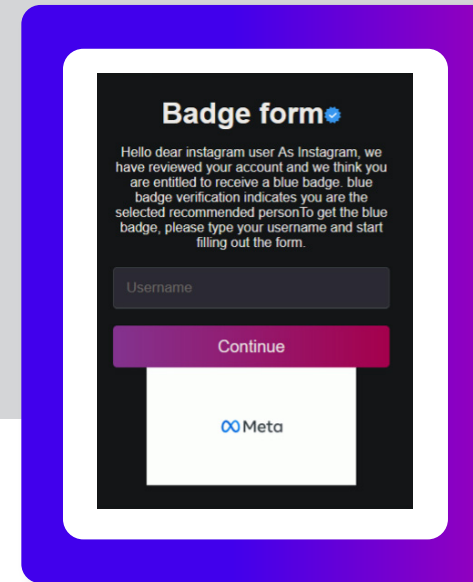 Badge form
Hello dear instagram user As Instagram, we
have reviewed your account and we think you
are entitled to receive a blue badge. blue
badge verification indicates you are the
selected recommended personTo get the blue
badge, please type your username and start
filling out the form.
Username
Continue
Meta